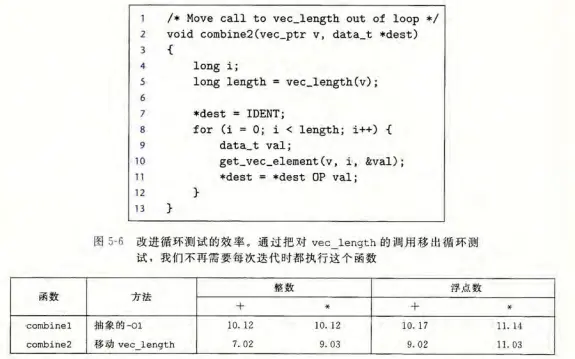 1 /* Move call to vec_length out of loop */
2 void combine2(vec_ptr v, data_t *dest)
3 {
4 long i;
5 long length = vec_length(v);
6
7 *dest = IDENT;
8 for (i = 0; i < length; i++) {
9 data_t val;
10 get_vec_element(v, i, &val);
11 *dest = *dest OP val;
12 }
13 }
图 5-6 改进循环测试的效率。通过把对 vec_length 的调用移出循环测
试，我们不再需要每次迭代时都执行这个函数
函数 方法 整数 浮点数
+ * + *
combine1 抽象的-O1 10.12 10.12 10.17 11.14
combine2 移动 vec_length 7.02 9.03 9.02 11.03